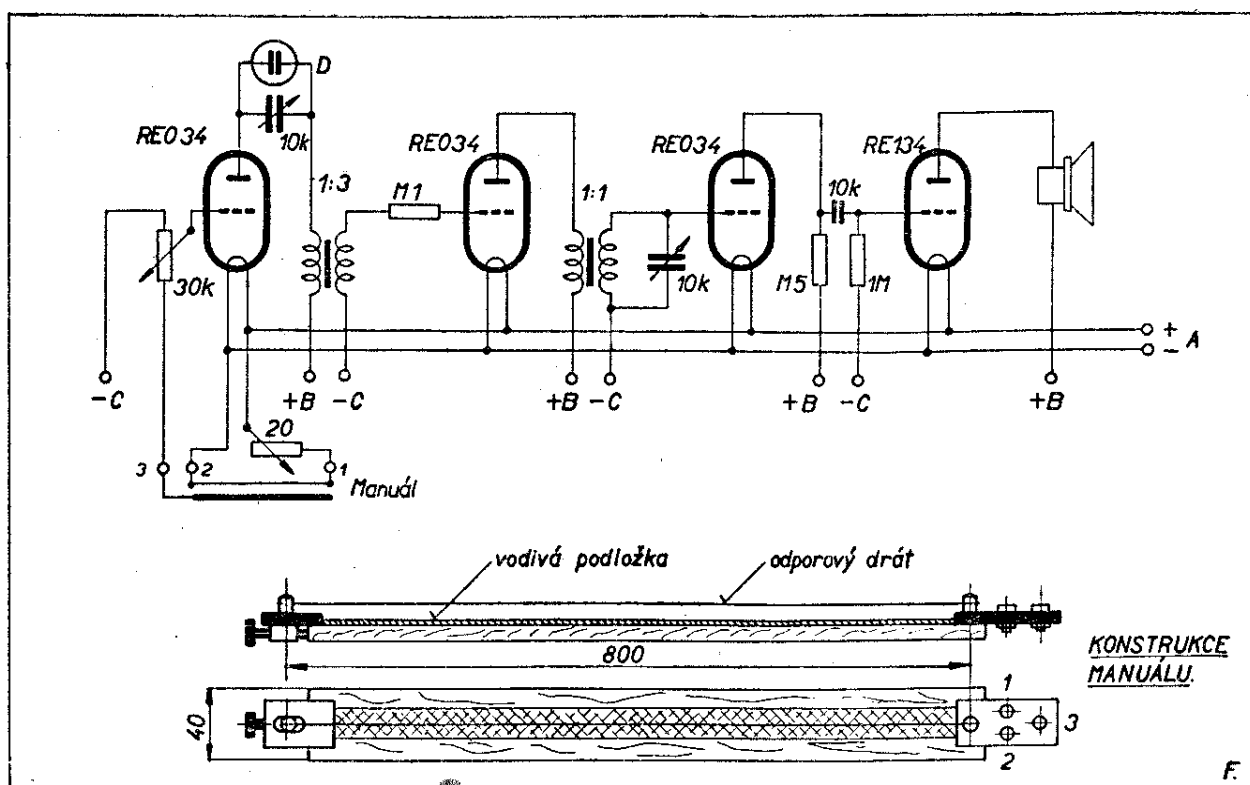 D
10k
RE034
RE034
RE034
RE134
1:3
M1
1:1
10k
30k
10k
M5
1M
+
- A
-C
+B
-C
+B
-C
+B
-C
+B
20
3
2
1
Manuál
vodivá podložka
odporový drát
800
KONSTRUKCE
MANUÁLU.
40
1
3
2
F.